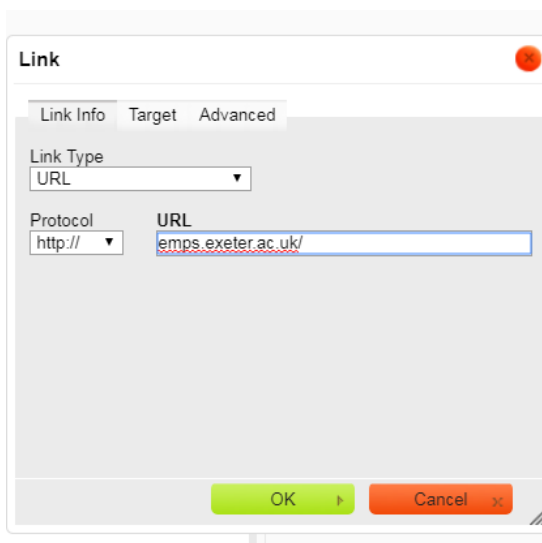 Link
Link Info Target Advanced
Link Type
URL
Protocol URL
http:// emps.exeter.ac.uk/
OK Cancel